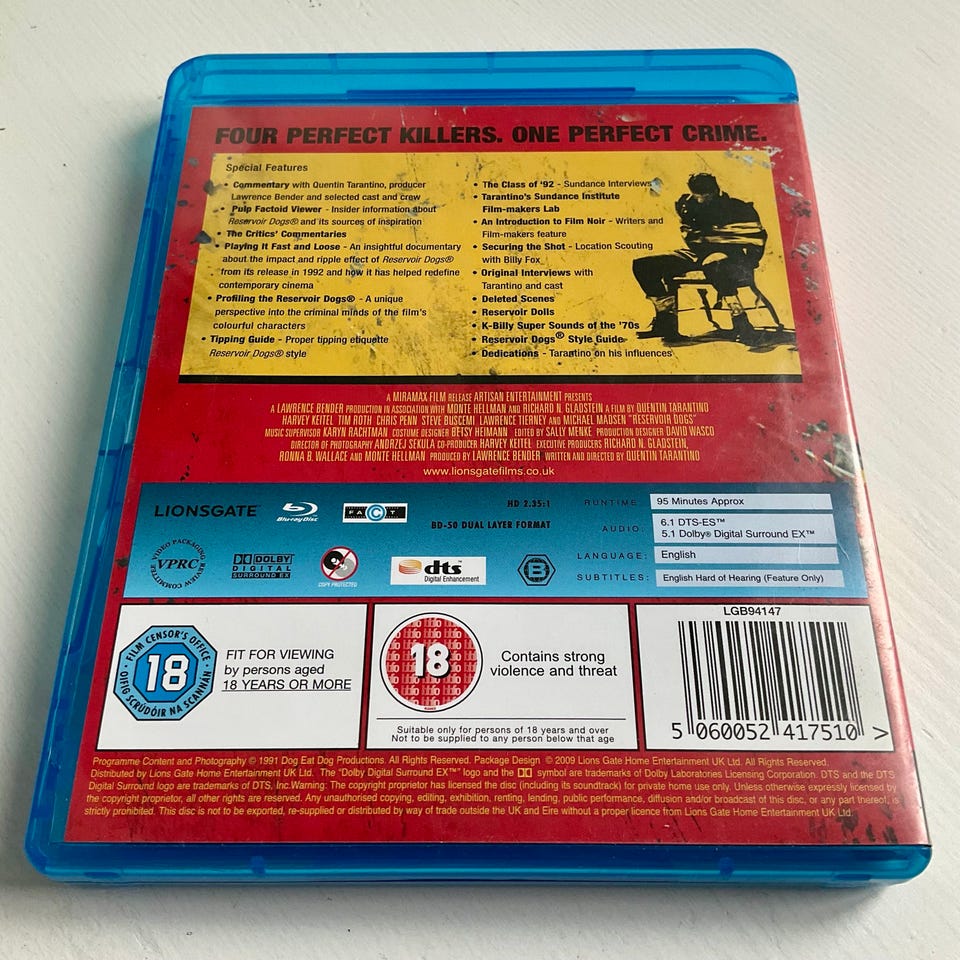 FOUR PERFECT KILLERS. ONE PERFECT CRIME.
Special Features
• Commentary with Quentin Tarantino, producer
Lawrence Bender and selected cast and crew
• Pulp Factoid Viewer - Insider information about
Reservoir Dogs® and its sources of inspiration
• The Critics' Commentaries
• Playing It Fast and Loose - An insightful documentary
about the impact and ripple effect of Reservoir Dogs®
from its release in 1992 and how it has helped redefine
contemporary cinema
• Profiling the Reservoir Dogs® - A unique
perspective into the criminal minds of the film's
colourful characters
• Tipping Guide - Proper tipping etiquette
Reservoir Dogs® style
• The Class of '92 - Sundance Interviews
• Tarantino's Sundance Institute
Film-makers Lab
• An Introduction to Film Noir - Writers and
Film-makers feature
• Securing the Shot - Location Scouting
with Billy Fox
• Original Interviews with
Tarantino and cast
• Deleted Scenes
• Reservoir Dolls
• K-Billy Super Sounds of the '70s
• Reservoir Dogs® Style Guide
• Dedications - Tarantino on his influences
A MIRAMAX FILM RELEASE ARTISAN ENTERTAINMENT PRESENTS
A LAWRENCE BENDER PRODUCTION IN ASSOCIATION WITH MONTE HELLMAN AND RICHARD N. GLADSTEIN A FILM BY QUENTIN TARANTINO
HARVEY KEITEL TIM ROTH CHRIS PENN STEVE BUSCEMI LAWRENCE TIERNEY AND MICHAEL MADSEN "RESERVOIR DOGS"
MUSIC SUPERVISOR KARYN RACHTMAN COSTUME DESIGNER BETSY HEIMANN EDITED BY SALLY MENKE PRODUCTION DESIGNER DAVID WASCO
DIRECTOR OF PHOTOGRAPHY ANDRZEJ SEKULA CO-PRODUCER HARVEY KEITEL EXECUTIVE PRODUCERS RICHARD N. GLADSTEIN,
RONNA B. WALLACE AND MONTE HELLMAN PRODUCED BY LAWRENCE BENDER WRITTEN AND DIRECTED BY QUENTIN TARANTINO
www.lionsgatefilms.co.uk
LIONSGATE
Blu-ray Disc
FACT
HD 2.35:1
BD-50 DUAL LAYER FORMAT
RUNTIME: 95 Minutes Approx
AUDIO: 6.1 DTS-ES™
5.1 Dolby® Digital Surround EX™
LANGUAGE: English
SUBTITLES: English Hard of Hearing (Feature Only)
VIDEO PACKAGING REVIEW COMMITTEE
VPRC
DOLBY
DIGITAL
SURROUND EX
COPY PROTECTED
dts
Digital Enhancement
B
FILM CENSOR'S OFFICE
18
OIFIG SCRÚDÓIR NA SCANNÁN
FIT FOR VIEWING
by persons aged
18 YEARS OR MORE
18
Contains strong
violence and threat
Suitable only for persons of 18 years and over
Not to be supplied to any person below that age
LGB94147
5 060052 417510 >
Programme Content and Photography © 1991 Dog Eat Dog Productions. All Rights Reserved. Package Design © 2009 Lions Gate Home Entertainment UK Ltd. All Rights Reserved.
Distributed by Lions Gate Home Entertainment UK Ltd. The "Dolby Digital Surround EX™" logo and the symbol are trademarks of Dolby Laboratories Licensing Corporation. DTS and the DTS
Digital Surround logo are trademarks of DTS, Inc.Warning: The copyright proprietor has licensed the disc (including its soundtrack) for private home use only. Unless otherwise expressly licensed by
the copyright proprietor, all other rights are reserved. Any unauthorised copying, editing, exhibition, renting, lending, public performance, diffusion and/or broadcast of this disc, or any part thereof, is
strictly prohibited. This disc is not to be exported, re-supplied or distributed by way of trade outside the UK and Eire without a proper licence from Lions Gate Home Entertainment UK Ltd.